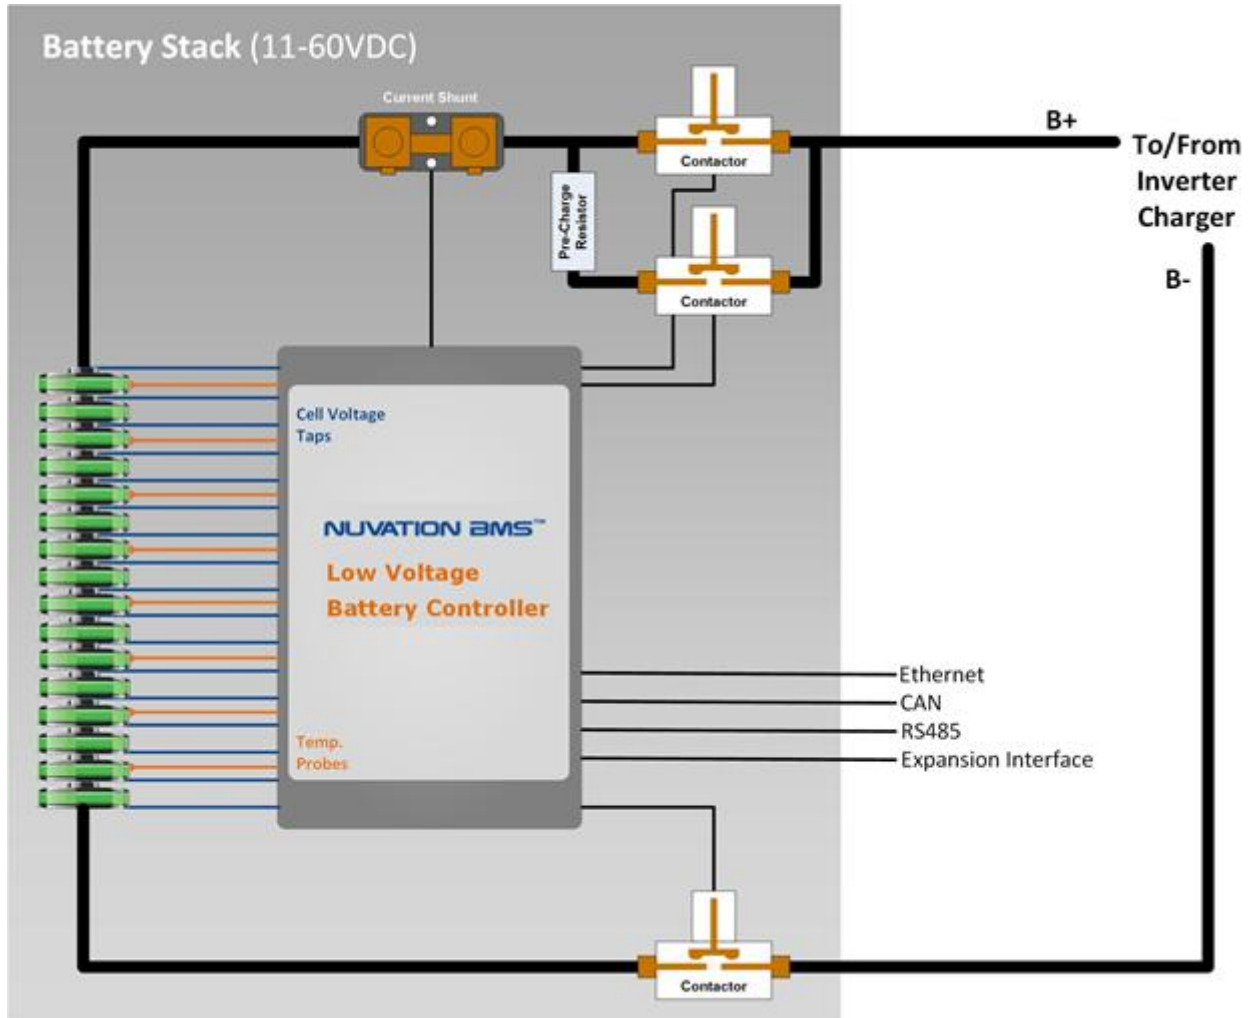 Battery Stack (11-60VDC)
Current Shunt
Contactor
B+
To/From
Inverter
Charger
Pre-Charge
Resistor
Contactor
B-
Cell Voltage
Taps
NUVATION BMS™
Low Voltage
Battery Controller
Ethernet
CAN
RS485
Expansion Interface
Temp.
Probes
Contactor